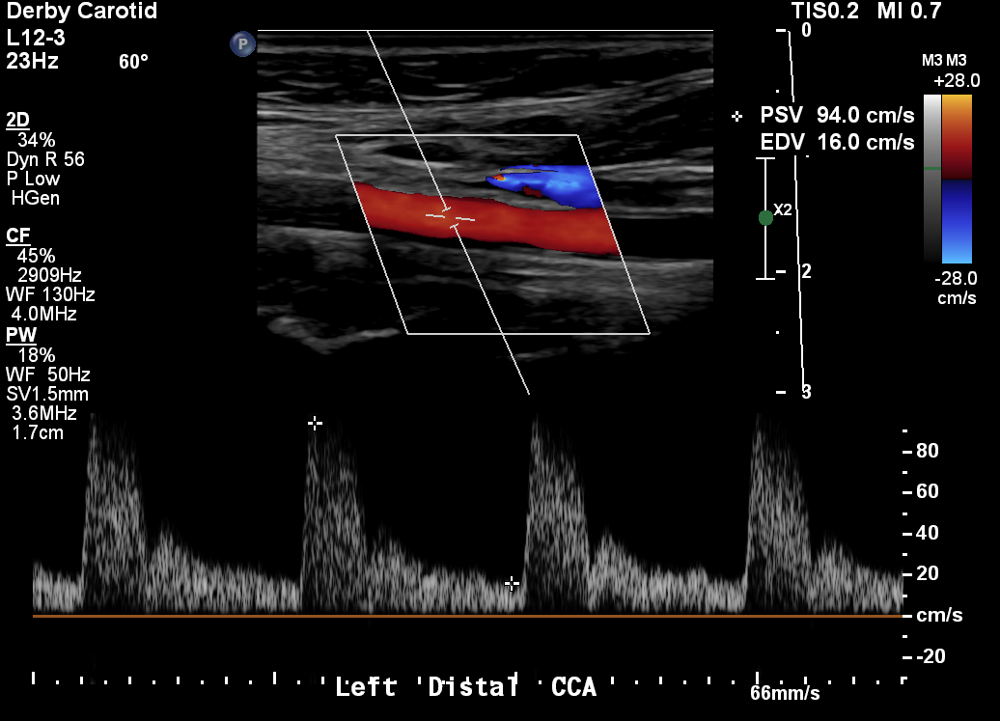 Derby Carotid
TIS0.2 MI 0.7
L12-3
23Hz 60°
P
0
M3 M3
+28.0
2D
34%
Dyn R 56
P Low
HGen
PSV 94.0 cm/s
EDV 16.0 cm/s
X2
CF
45%
2909Hz
WF 130Hz
4.0MHz
2
-28.0
cm/s
PW
18%
WF 50Hz
SV1.5mm
3.6MHz
1.7cm
3
80
60
40
20
cm/s
-20
Left Distal CCA
66mm/s